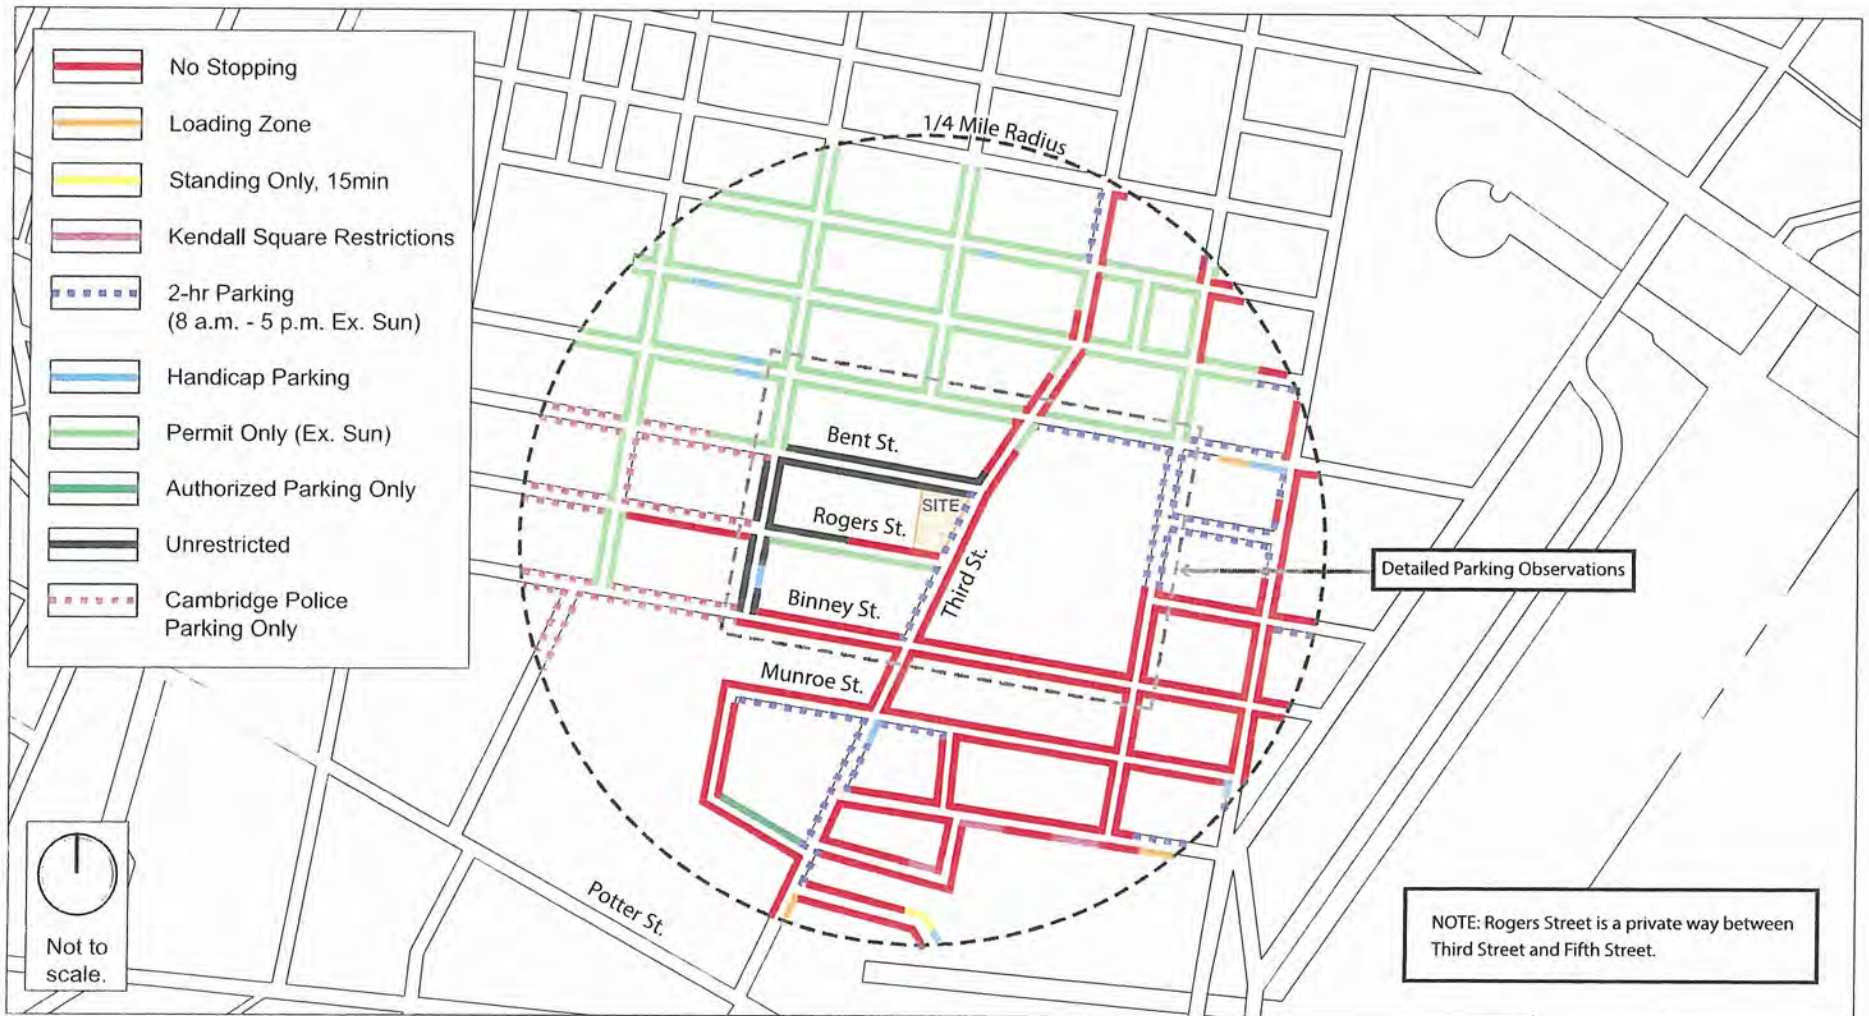 No Stopping
Loading Zone
Standing Only, 15min
Kendall Square Restrictions
2-hr Parking
(8 a.m. - 5 p.m. Ex. Sun)
Handicap Parking
Permit Only (Ex. Sun)
Authorized Parking Only
Unrestricted
Cambridge Police
Parking Only
1/4 Mile Radius
Bent St.
SITE
Rogers St.
Third St.
Binney St.
Munroe St.
Potter St.
Detailed Parking Observations
Not to
scale.
NOTE: Rogers Street is a private way between
Third Street and Fifth Street.